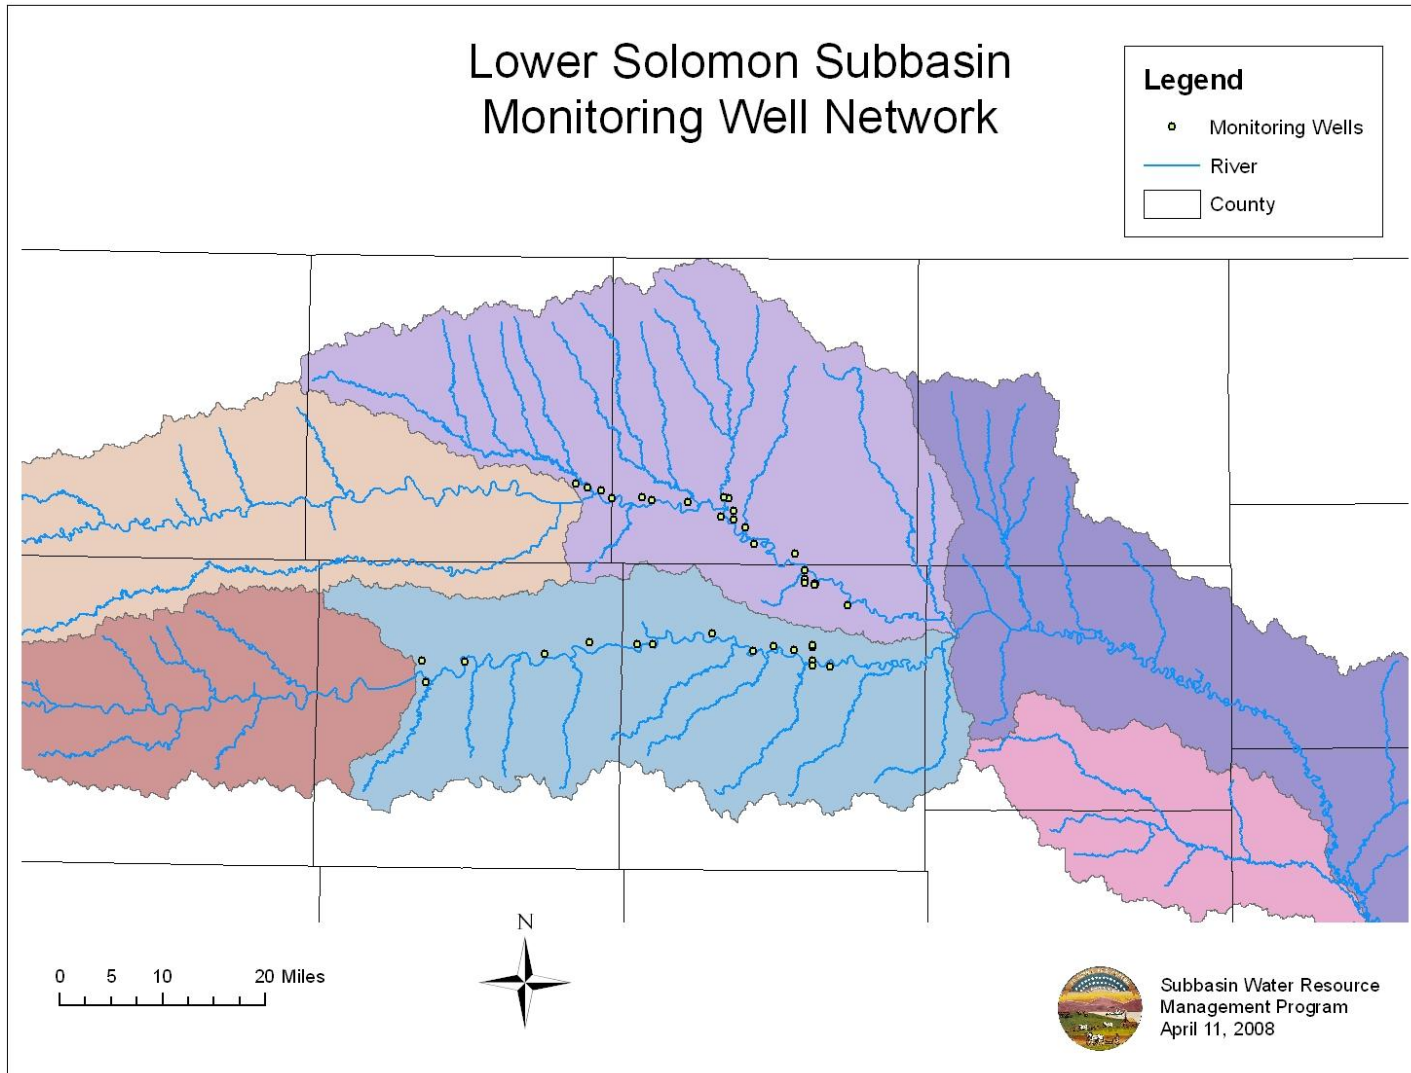 Lower Solomon Subbasin
Monitoring Well Network
Legend
Monitoring Wells
River
County
N
0 5 10 20 Miles
Subbasin Water Resource
Management Program
April 11, 2008